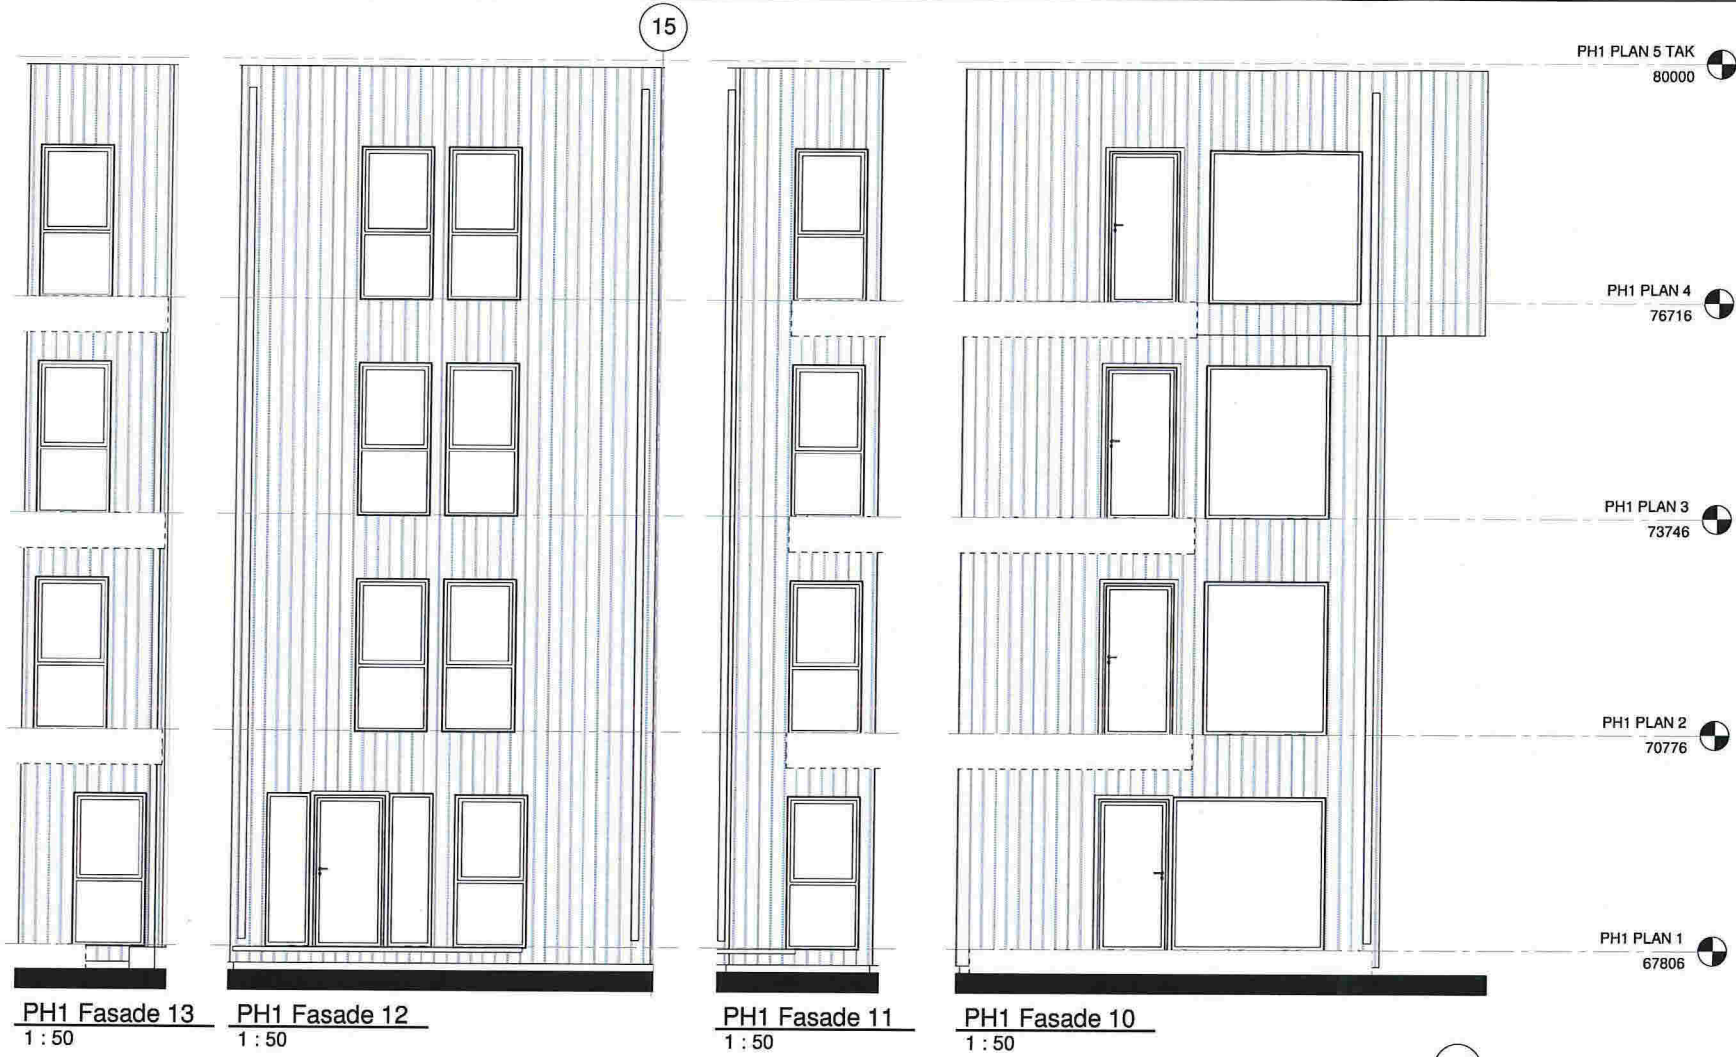 15
PH1 PLAN 5 TAK
80000
PH1 PLAN 4
76716
PH1 PLAN 3
73746
PH1 PLAN 2
70776
PH1 PLAN 1
67806
PH1 Fasade 13
1 : 50
PH1 Fasade 12
1 : 50
PH1 Fasade 11
1 : 50
PH1 Fasade 10
1 : 50